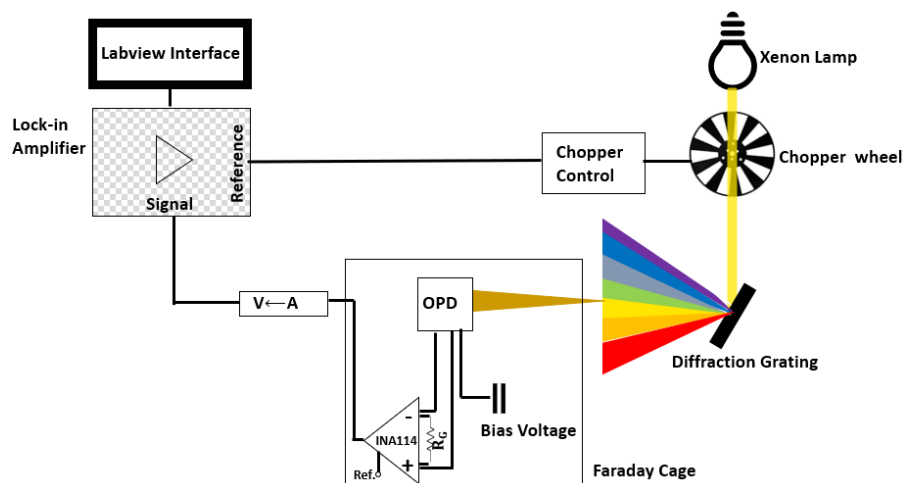 Labview Interface
Xenon Lamp
Lock-in
Amplifier
Reference
Signal
Chopper
Control
Chopper wheel
V←A
OPD
Diffraction Grating
-
INA114
RG
+
Bias Voltage
Ref.
Faraday Cage